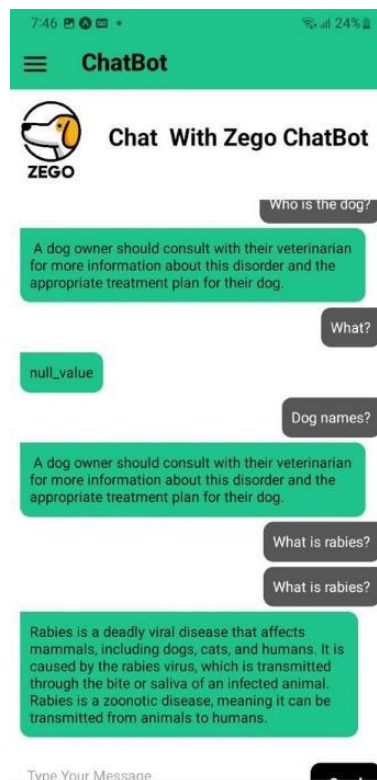 7:46
24%
ChatBot
ZEGO
Chat With Zego ChatBot
Who is the dog?
A dog owner should consult with their veterinarian
for more information about this disorder and the
appropriate treatment plan for their dog.
What?
null_value
Dog names?
A dog owner should consult with their veterinarian
for more information about this disorder and the
appropriate treatment plan for their dog.
What is rabies?
What is rabies?
Rabies is a deadly viral disease that affects
mammals, including dogs, cats, and humans. It is
caused by the rabies virus, which is transmitted
through the bite or saliva of an infected animal.
Rabies is a zoonotic disease, meaning it can be
transmitted from animals to humans.
Type Your Message